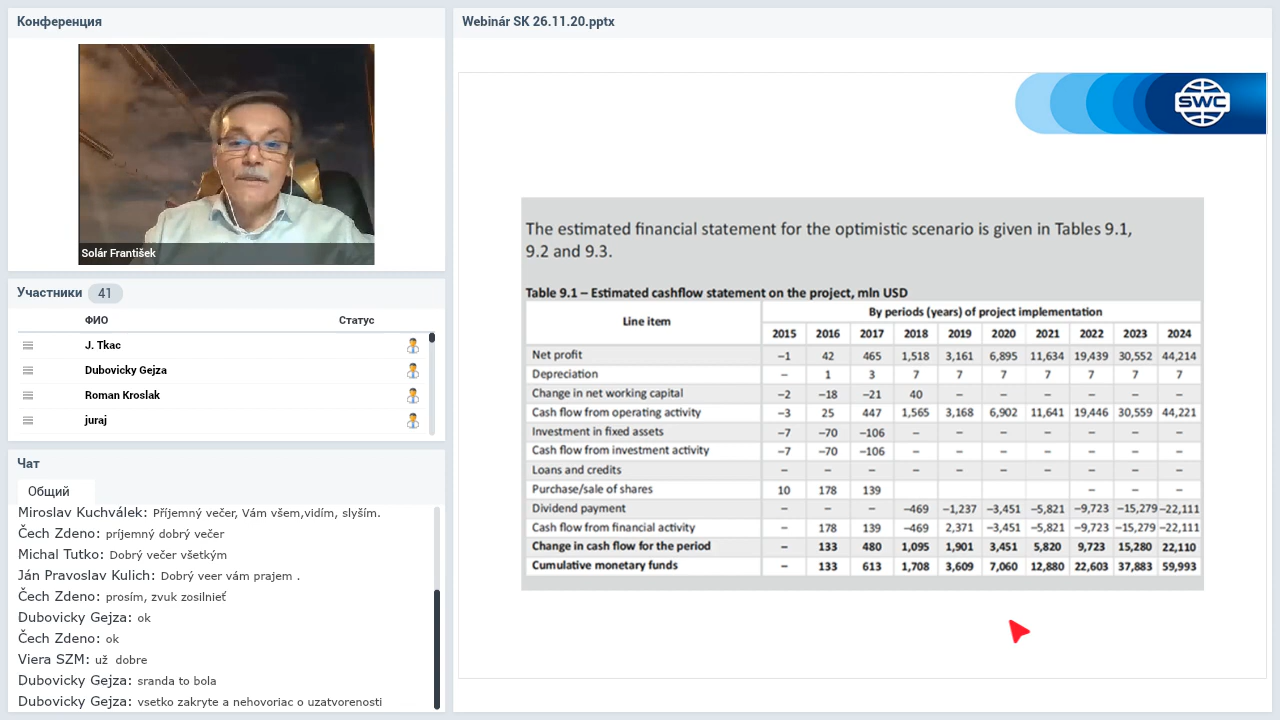 Конференция
Solár František
Участники 41
ФИО Статус
J. Tkac
Dubovicky Gejza
Roman Kroslak
juraj
Чат
Общий
Miroslav Kuchválek: Príjemný večer, Vám všem,vidím, slyším.
Čech Zdeno: príjemný dobrý večer
Michal Tutko: Dobrý večer všetkým
Ján Pravoslav Kulich: Dobrý veer vám prajem .
Čech Zdeno: prosím, zvuk zosilnieť
Dubovicky Gejza: ok
Čech Zdeno: ok
Viera SZM: už dobre
Dubovicky Gejza: sranda to bola
Dubovicky Gejza: vsetko zakryte a nehovoriac o uzatvorenosti
Webinár SK 26.11.20.pptx
SWC
The estimated financial statement for the optimistic scenario is given in Tables 9.1,
9.2 and 9.3.
Table 9.1 – Estimated cashflow statement on the project, mln USD
Line item By periods (years) of project implementation
2015 2016 2017 2018 2019 2020 2021 2022 2023 2024
Net profit –1 42 465 1,518 3,161 6,895 11,634 19,439 30,552 44,214
Depreciation – 1 3 7 7 7 7 7 7 7
Change in net working capital –2 –18 –21 40 – – – – – –
Cash flow from operating activity –3 25 447 1,565 3,168 6,902 11,641 19,446 30,559 44,221
Investment in fixed assets –7 –70 –106 – – – – – – –
Cash flow from investment activity –7 –70 –106 – – – – – – –
Loans and credits – – – – – – – – – –
Purchase/sale of shares 10 178 139 – – –
Dividend payment – – – –469 –1,237 –3,451 –5,821 –9,723 –15,279 –22,111
Cash flow from financial activity – 178 139 –469 2,371 –3,451 –5,821 –9,723 –15,279 –22,111
Change in cash flow for the period – 133 480 1,095 1,901 3,451 5,820 9,723 15,280 22,110
Cumulative monetary funds – 133 613 1,708 3,609 7,060 12,880 22,603 37,883 59,993